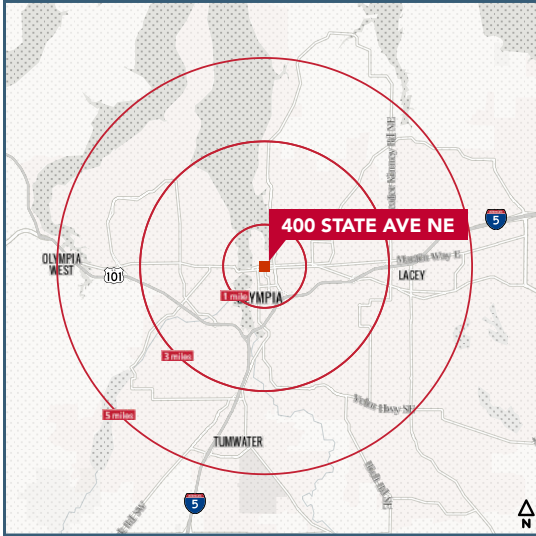 400 STATE AVE NE
5
Martin Way E
OLYMPIA
WEST
101
LACEY
1 mile
3 miles
5 miles
Yelm Hwy SE
TUMWATER
5
N